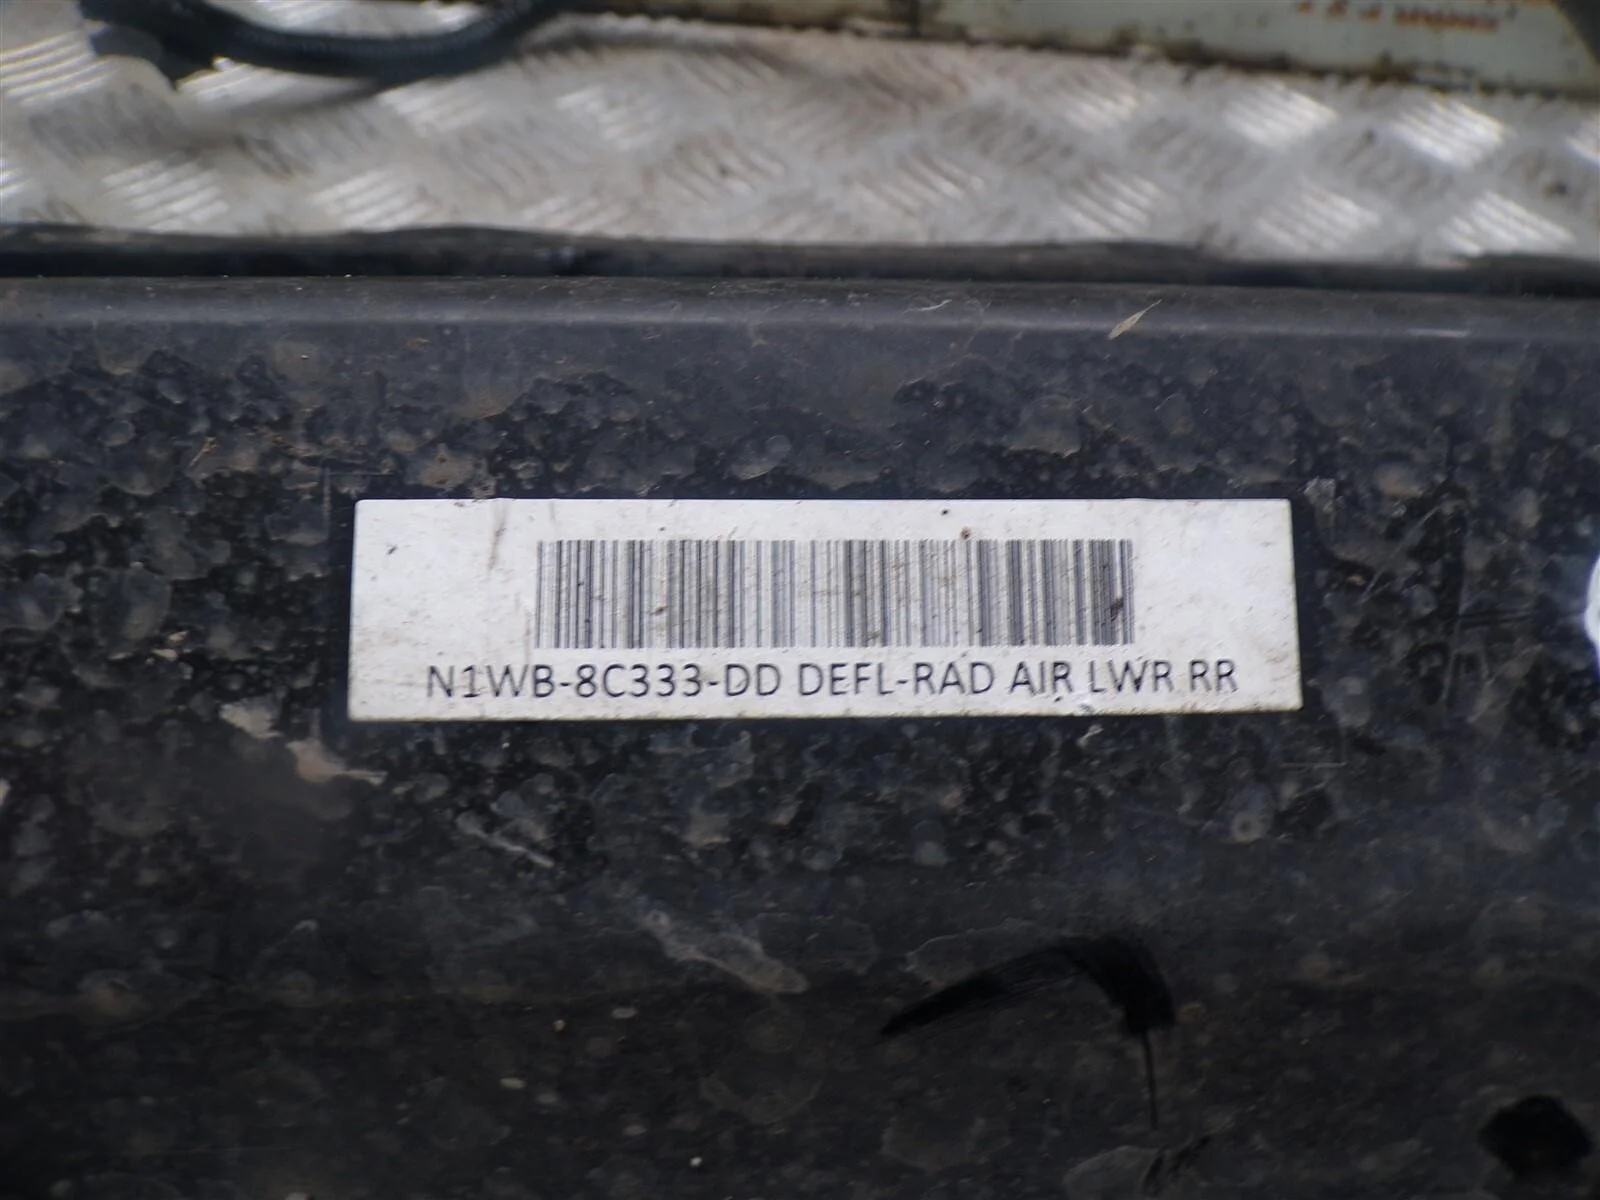 N1WB-8C333-DD DEFL-RAD AIR LWR RR